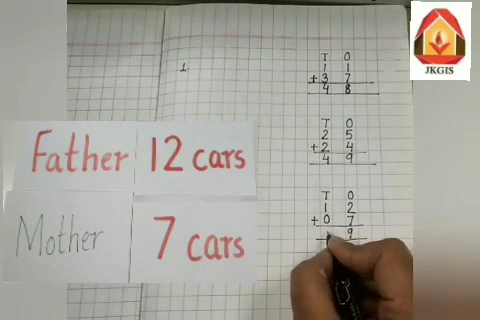 JKGIS
1.
T O
1 1
+ 3 7
4 8
T O
2 5
+ 2 4
4 9
T O
1 2
+ 0 7
9
Father 12 cars
Mother 7 cars